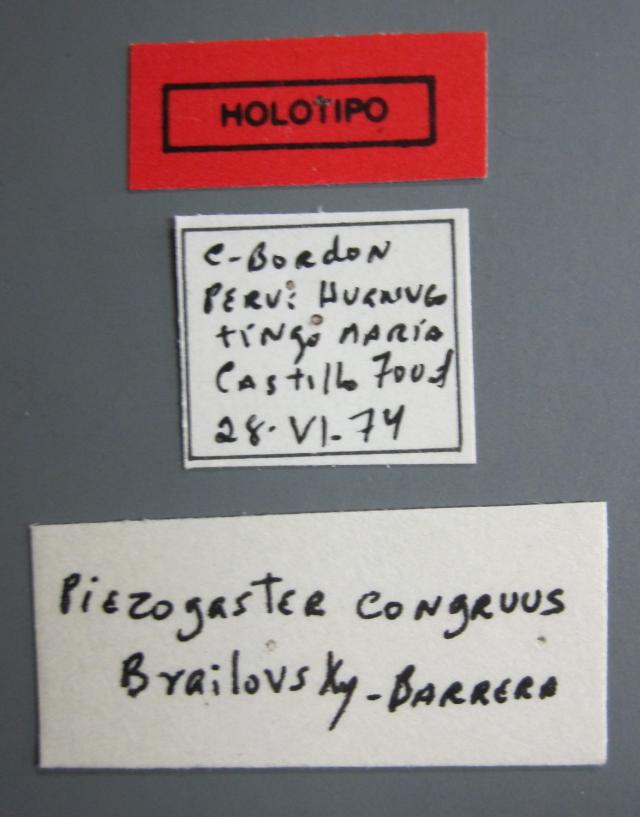 HOLOTIPO
C-BORDON
PERU: HUANUCO
TINGO MARIA
CASTILLO 700
28-VI-74
Piezogaster congruus
Brailovsky-BARRERA